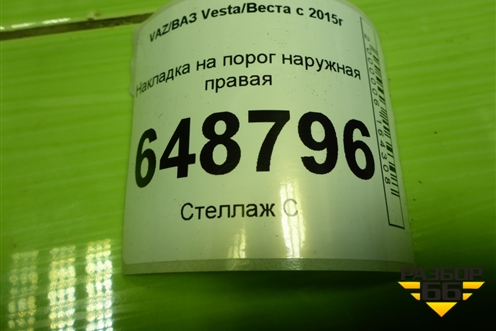 VAZ/ВАЗ Vesta/Веста с 2015г
Накладка на порог наружная
правая
648796
Стеллаж С
РАЗБОР
66